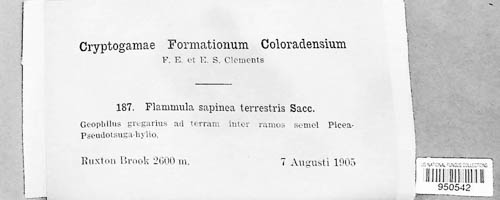 Cryptogamae Formationum Coloradensium
F. E. et E. S. Clements
187. Flammula sapinea terrestris Sacc.
Geophilus gregarius ad terram inter ramos semel Picea-
Pseudotsuga-hylio.
Ruxton Brook 2600 m. 7 Augusti 1905
US NATIONAL FUNGUS COLLECTIONS
950542